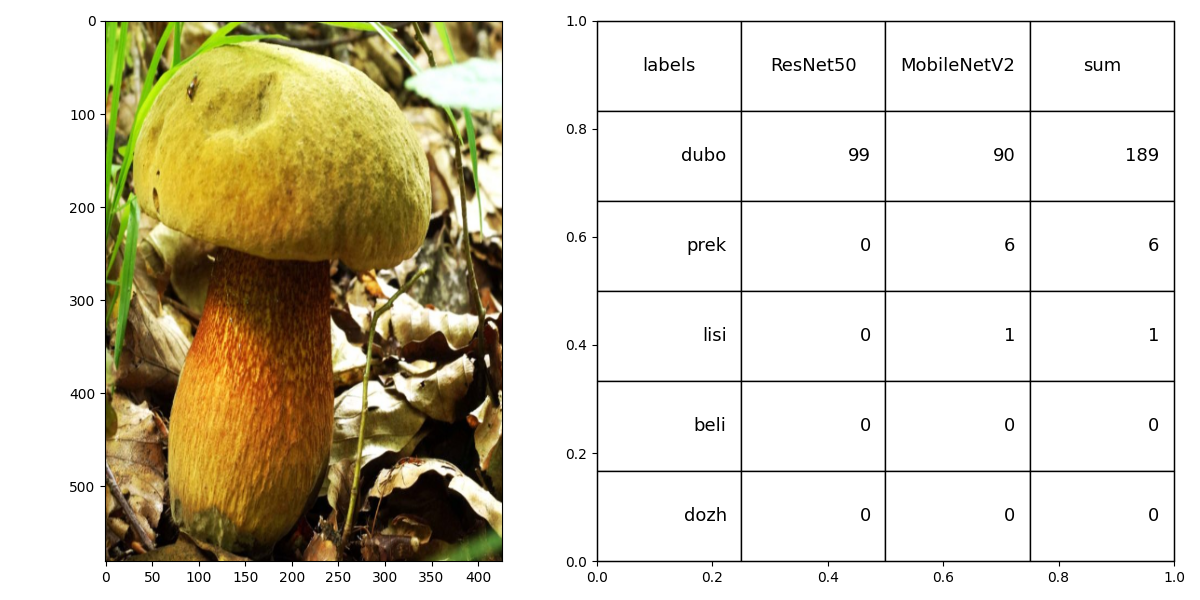 0
100
200
300
400
500
0 50 100 150 200 250 300 350 400
1.0
0.8
0.6
0.4
0.2
0.0
0.0 0.2 0.4 0.6 0.8 1.0
labels ResNet50 MobileNetV2 sum
dubo 99 90 189
prek 0 6 6
lisi 0 1 1
beli 0 0 0
dozh 0 0 0